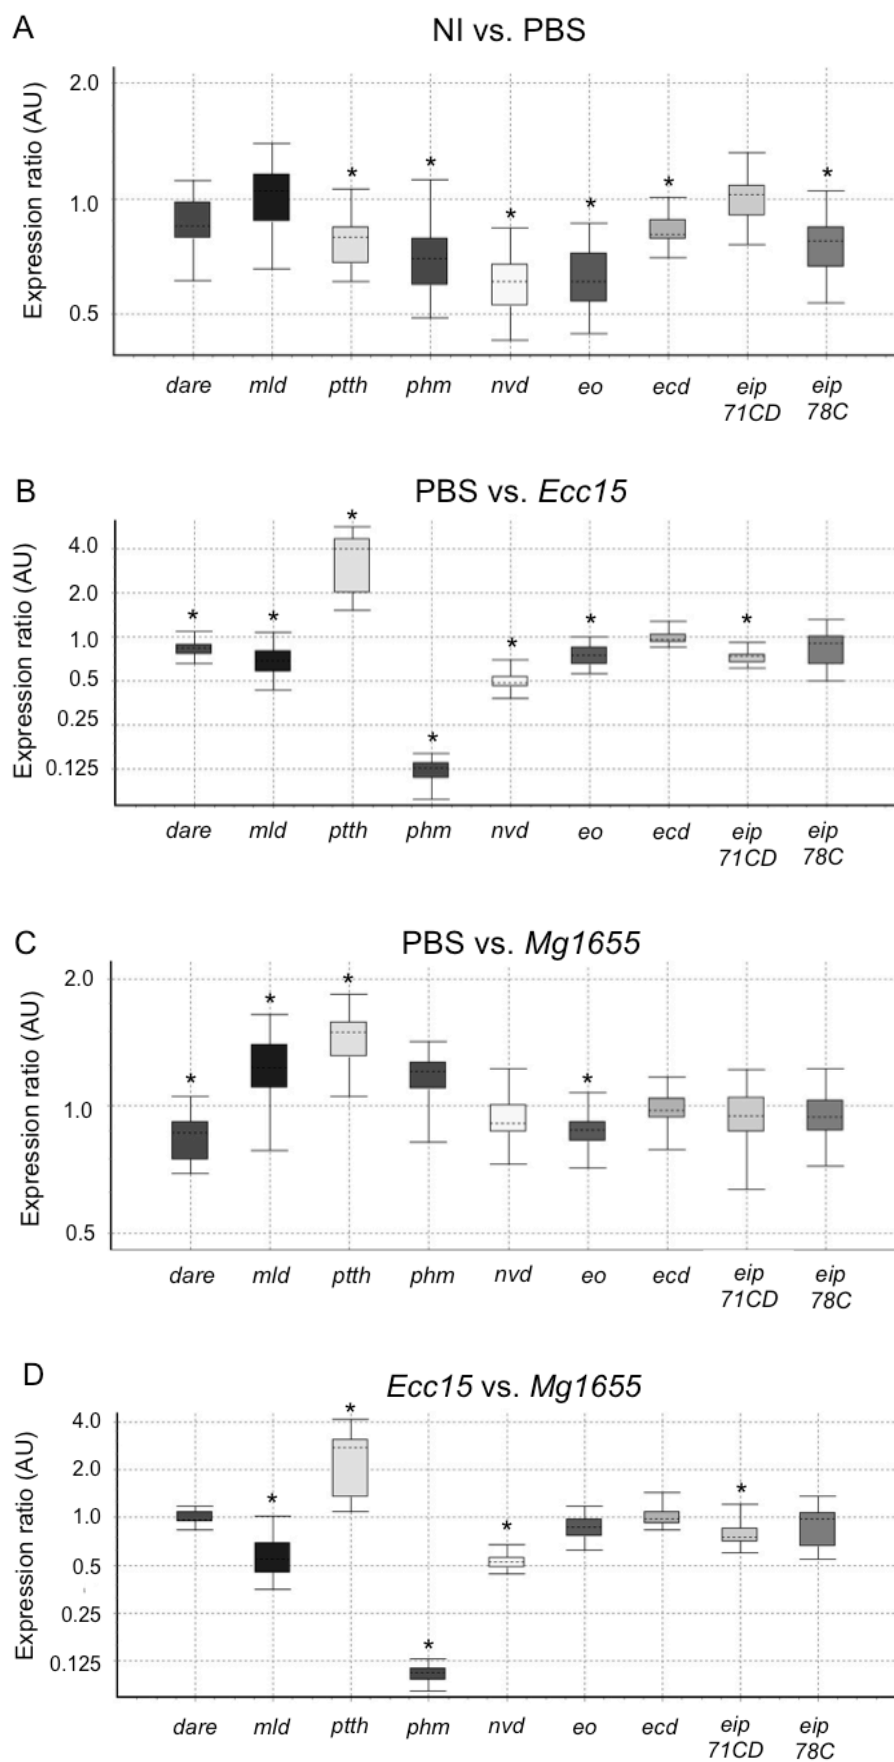 A
NI vs. PBS
Expression ratio (AU)
2.0
1.0
0.5
* * * * * *
dare mld ptth phm nvd eo ecd eip eip
71CD 78C
B
PBS vs. Ecc15
Expression ratio (AU)
4.0
2.0
1.0
0.5
0.25
0.125
* * * * * * *
dare mld ptth phm nvd eo ecd eip eip
71CD 78C
C
PBS vs. Mg1655
Expression ratio (AU)
2.0
1.0
0.5
* * * *
dare mld ptth phm nvd eo ecd eip eip
71CD 78C
D
Ecc15 vs. Mg1655
Expression ratio (AU)
4.0
2.0
1.0
0.5
0.25
0.125
* * * * *
dare mld ptth phm nvd eo ecd eip eip
71CD 78C